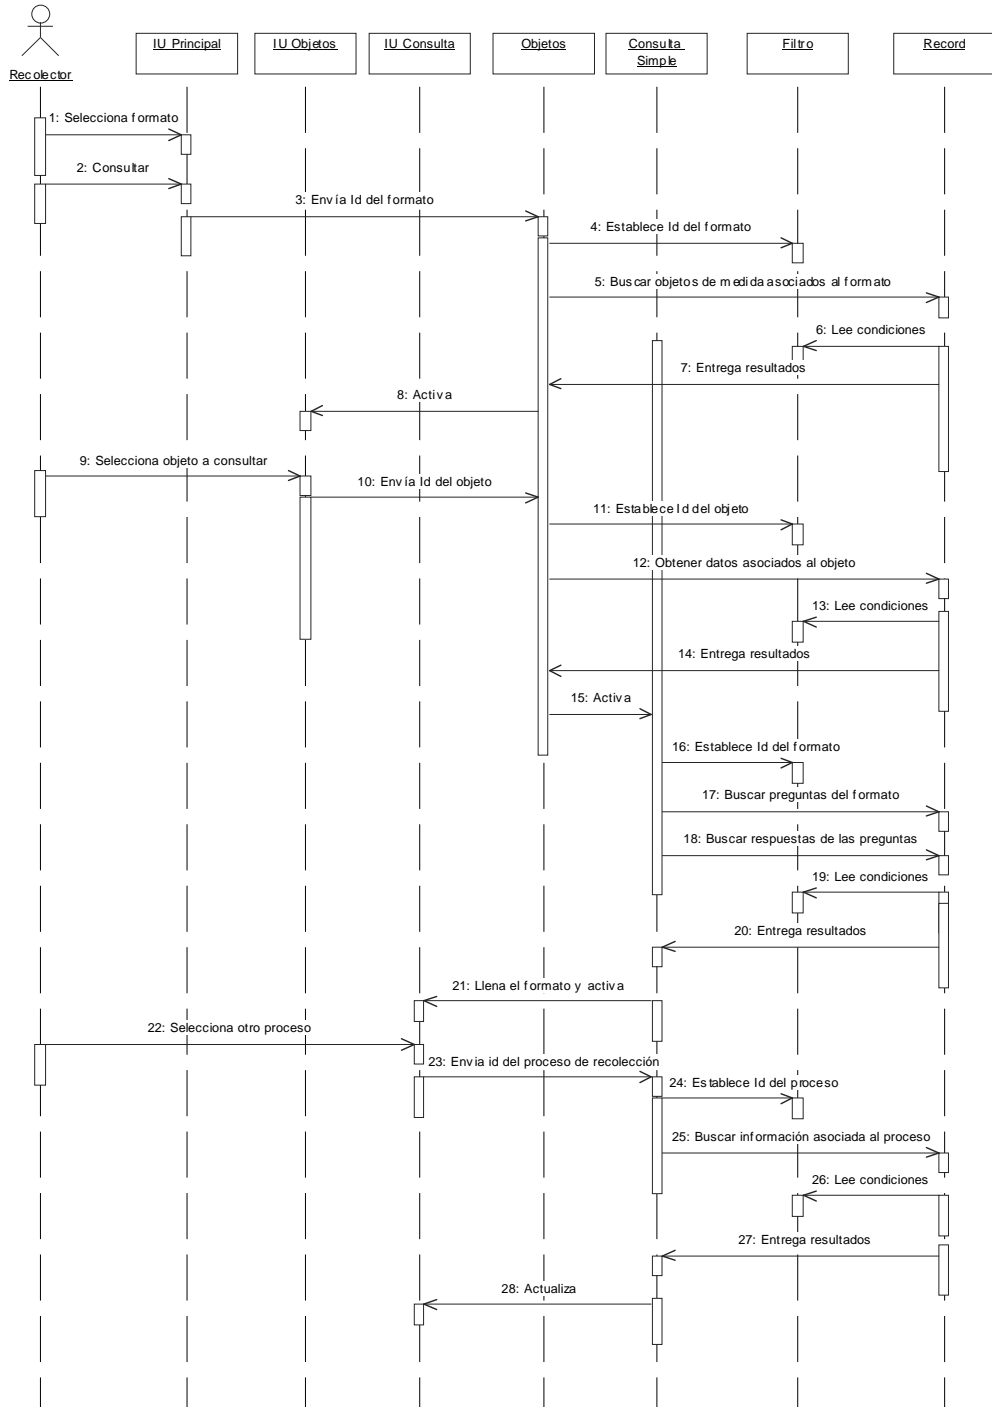 Recolector
IU Principal
IU Objetos
IU Consulta
Objetos
Consulta
Simple
Filtro
Record
1: Selecciona formato
2: Consultar
3: Envía Id del formato
4: Establece Id del formato
5: Buscar objetos de medida asociados al formato
6: Lee condiciones
7: Entrega resultados
8: Activa
9: Selecciona objeto a consultar
10: Envía Id del objeto
11: Establece Id del objeto
12: Obtener datos asociados al objeto
13: Lee condiciones
14: Entrega resultados
15: Activa
16: Establece Id del formato
17: Buscar preguntas del formato
18: Buscar respuestas de las preguntas
19: Lee condiciones
20: Entrega resultados
21: Llena el formato y activa
22: Selecciona otro proceso
23: Envia id del proceso de recolección
24: Establece Id del proceso
25: Buscar información asociada al proceso
26: Lee condiciones
27: Entrega resultados
28: Actualiza